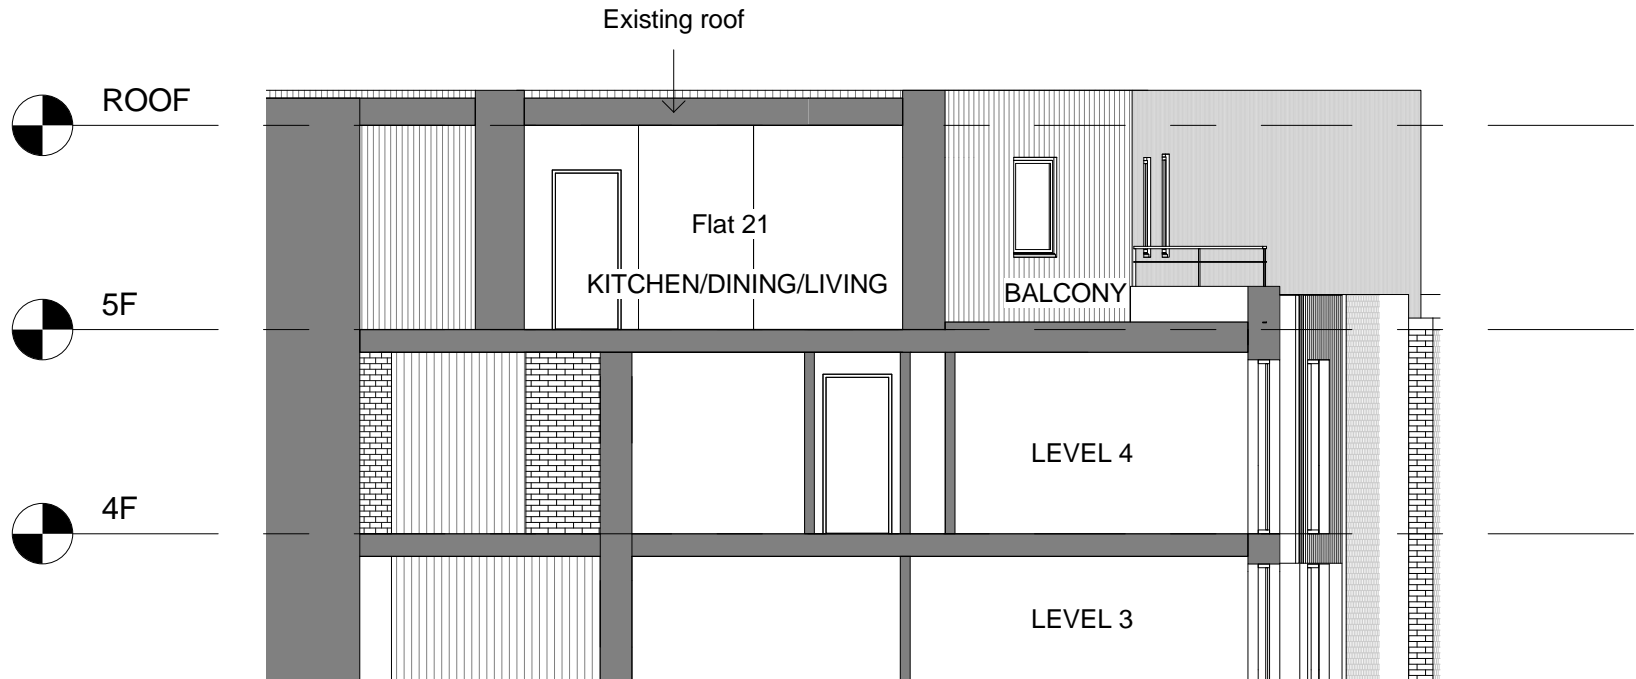 Existing roof
ROOF
Flat 21
KITCHEN/DINING/LIVING
BALCONY
5F
LEVEL 4
4F
LEVEL 3